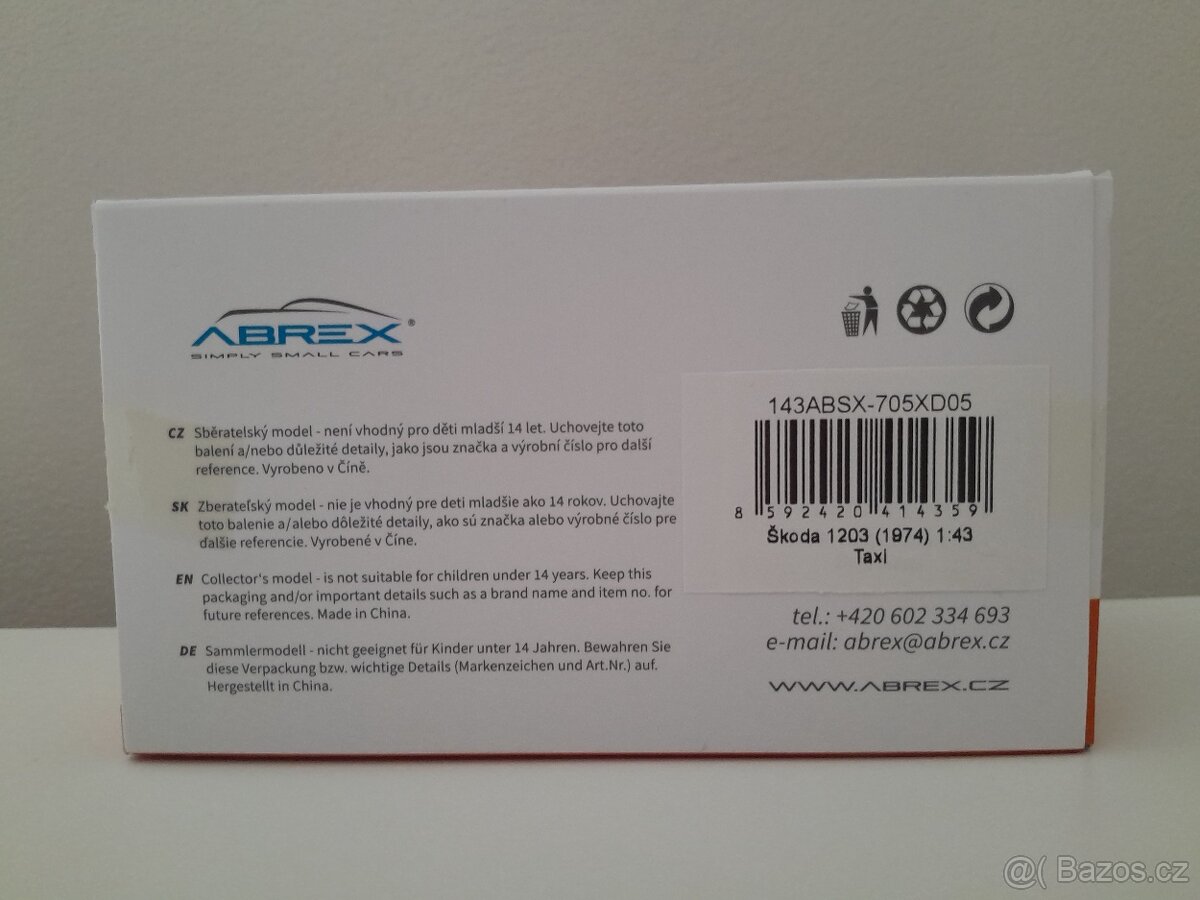 ABREX®
SIMPLY SMALL CARS
CZ Sběratelský model - není vhodný pro děti mladší 14 let. Uchovejte toto
balení a/nebo důležité detaily, jako jsou značka a výrobní číslo pro další
reference. Vyrobeno v Číně.
SK Zberateľský model - nie je vhodný pre deti mladšie ako 14 rokov. Uchovajte
toto balenie a/alebo dôležité detaily, ako sú značka alebo výrobné číslo pre
ďalšie referencie. Vyrobené v Číne.
EN Collector's model - is not suitable for children under 14 years. Keep this
packaging and/or important details such as a brand name and item no. for
future references. Made in China.
DE Sammlermodell - nicht geeignet für Kinder unter 14 Jahren. Bewahren Sie
diese Verpackung bzw. wichtige Details (Markenzeichen und Art.Nr.) auf.
Hergestellt in China.
143ABSX-705XD05
8 592420 414359
Škoda 1203 (1974) 1:43
Taxi
tel.: +420 602 334 693
e-mail: abrex@abrex.cz
WWW.ABREX.CZ
@( Bazos.cz